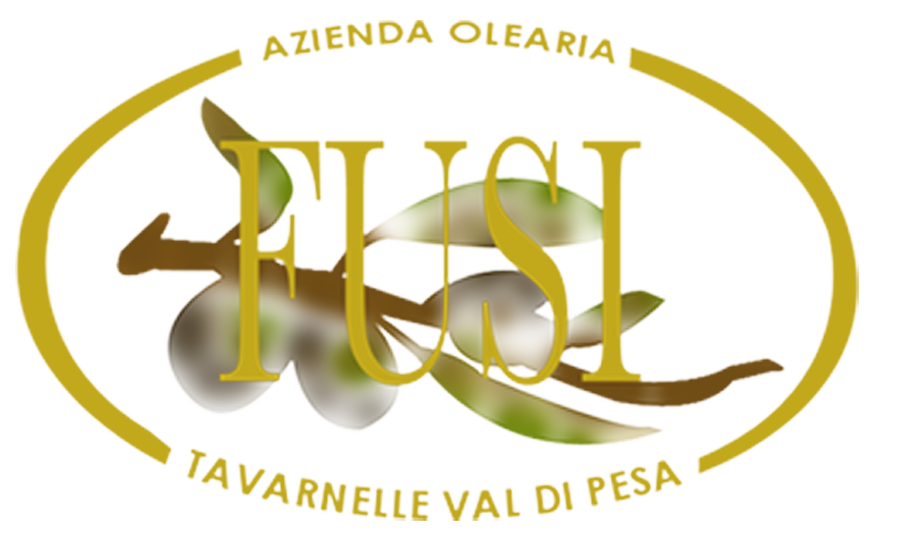 AZIENDA OLEARIA
FUSI
TAVARNELLE VAL DI PESA